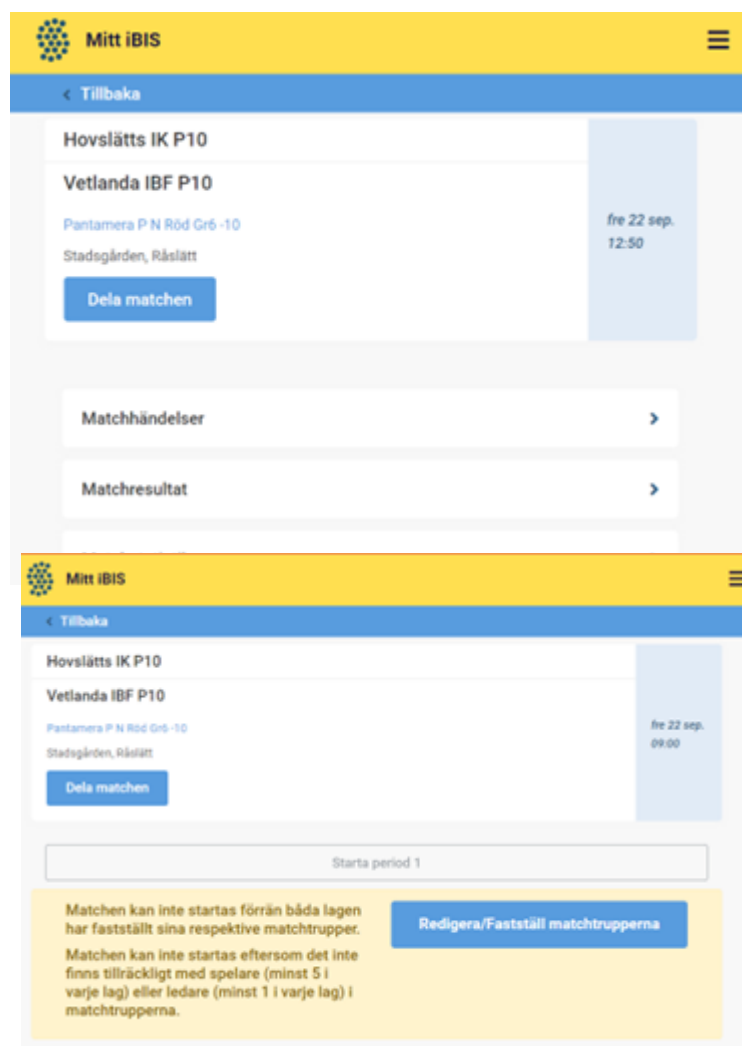 Mitt iBIS
< Tillbaka
Hovslätts IK P10
Vetlanda IBF P10
Pantamera P N Röd Gr6 -10
Stadsgården, Råslätt
fre 22 sep.
12:50
Dela matchen
Matchhändelser
Matchresultat
Mitt iBIS
< Tillbaka
Hovslätts IK P10
Vetlanda IBF P10
Pantamera P N Röd Gr6 -10
Stadsgården, Råslätt
fre 22 sep.
09:00
Dela matchen
Starta period 1
Matchen kan inte startas förrän båda lagen
har fastställt sina respektive matchtrupper.
Redigera/Fastställ matchtrupperna
Matchen kan inte startas eftersom det inte
finns tillräckligt med spelare (minst 5 i
varje lag) eller ledare (minst 1 i varje lag) i
matchtrupperna.